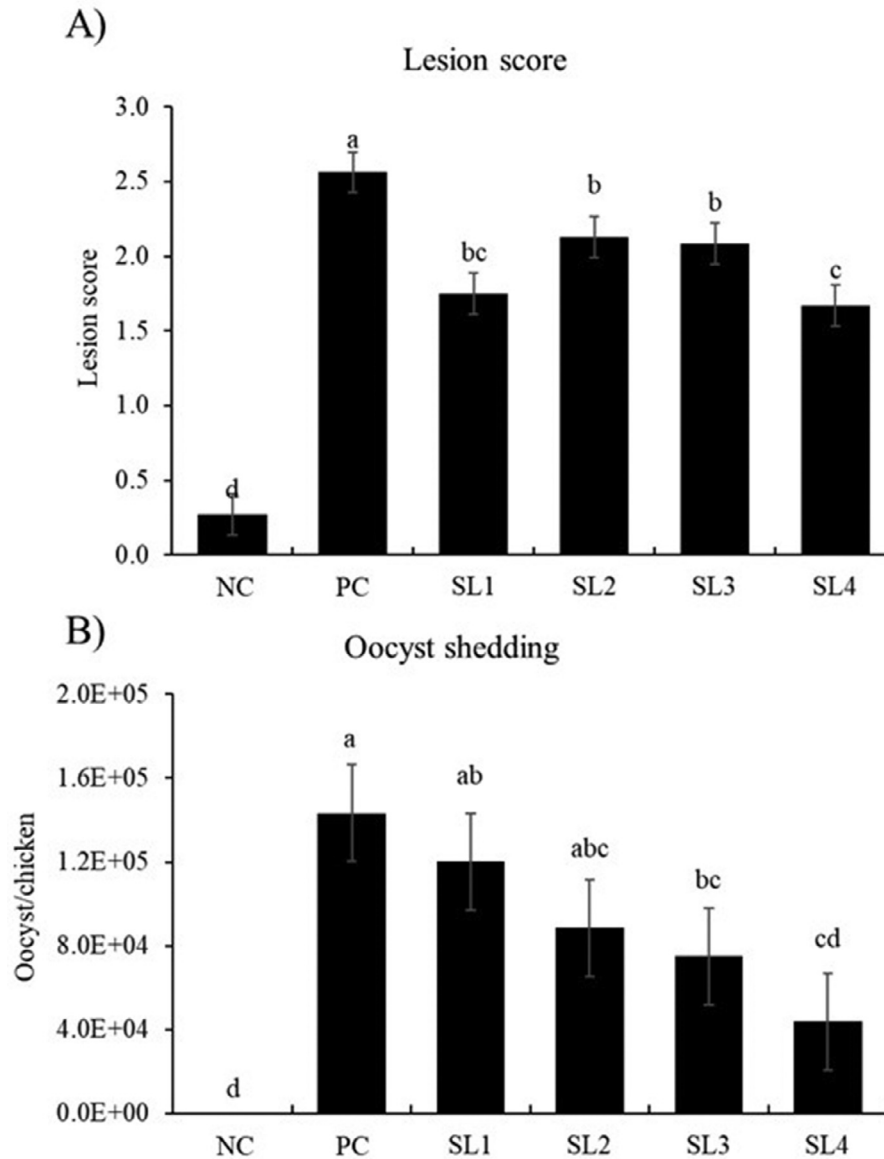 A)
Lesion score
Lesion score
3.0
2.5
2.0
1.5
1.0
0.5
0.0
d
a
bc
b
b
c
NC PC SL1 SL2 SL3 SL4
B)
Oocyst shedding
Oocyst/chicken
2.0E+05
1.6E+05
1.2E+05
8.0E+04
4.0E+04
0.0E+00
d
a
ab
abc
bc
cd
NC PC SL1 SL2 SL3 SL4